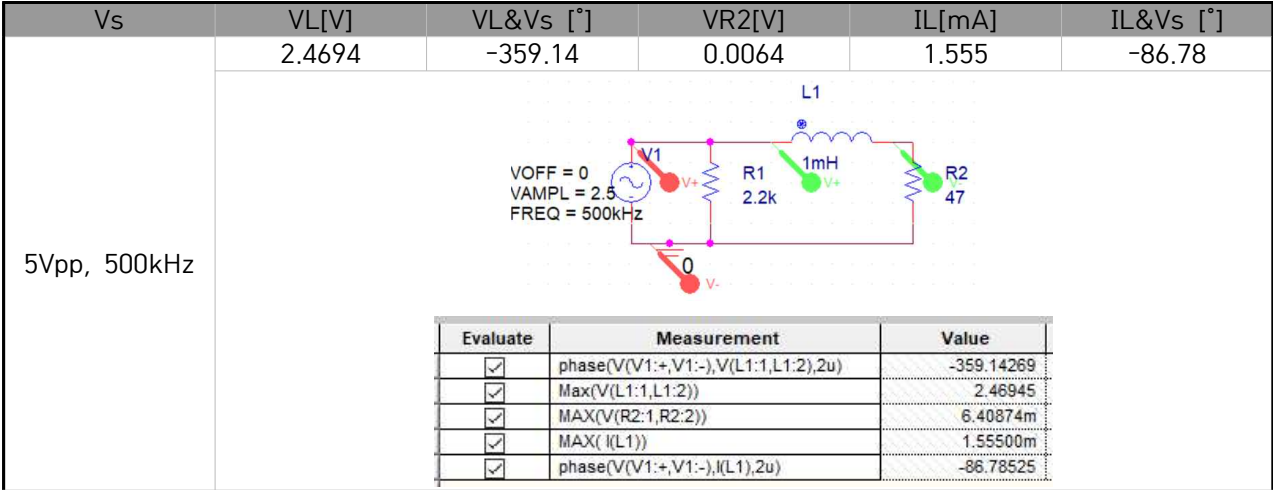 Vs VL[V] VL&Vs [°] VR2[V] IL[mA] IL&Vs [°]
5Vpp, 500kHz 2.4694 -359.14 0.0064 1.555 -86.78
L1
1mH
V1
VOFF = 0
VAMPL = 2.5
FREQ = 500kHz
V+
R1
2.2k
V+
R2
47
V-
0
V-
Evaluate Measurement Value
phase(V(V1:+,V1:-),V(L1:1,L1:2),2u) -359.14269
Max(V(L1:1,L1:2)) 2.46945
MAX(V(R2:1,R2:2)) 6.40874m
MAX( I(L1)) 1.55500m
phase(V(V1:+,V1:-),I(L1),2u) -86.78525